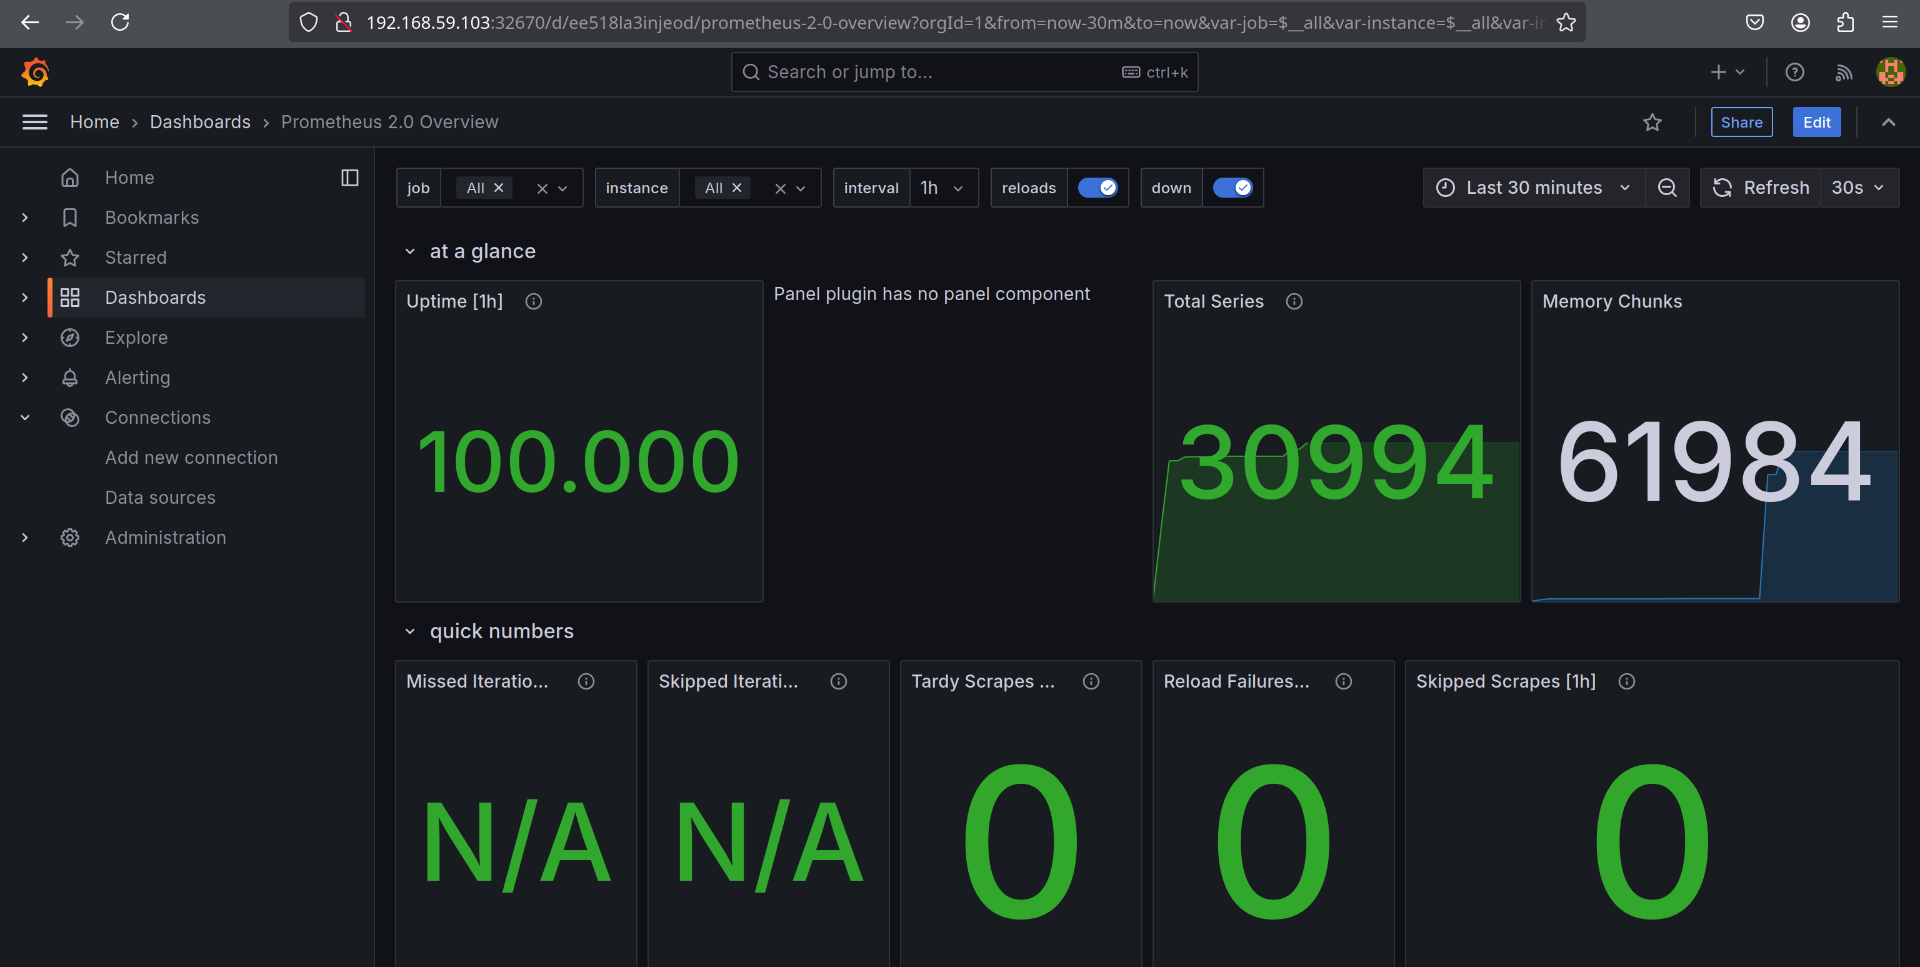 192.168.59.103:32670/d/ee518la3injeod/prometheus-2-0-overview?orgId=1&from=now-30m&to=now&var-job=$__all&var-instance=$__all&var-i
Search or jump to...
ctrl+k
Home > Dashboards > Prometheus 2.0 Overview
Share
Edit
Home
Bookmarks
Starred
Dashboards
Explore
Alerting
Connections
Add new connection
Data sources
Administration
job All
instance All
interval 1h
reloads
down
Last 30 minutes
Refresh 30s
at a glance
Uptime [1h]
100.000
Panel plugin has no panel component
Total Series
30994
Memory Chunks
61984
quick numbers
Missed Iteratio...
N/A
Skipped Iterati...
N/A
Tardy Scrapes ...
0
Reload Failures...
0
Skipped Scrapes [1h]
0